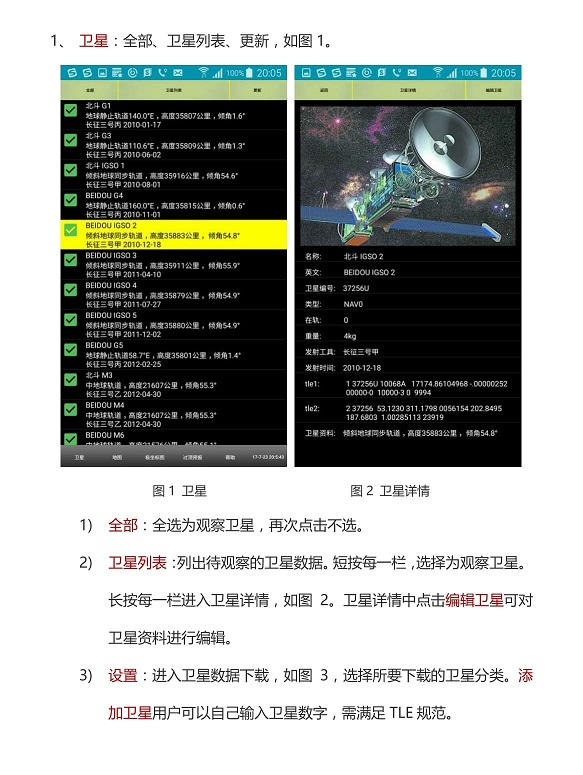 1、 卫星：全部、卫星列表、更新，如图1。
100% 20:05
全部 卫星列表 更新
北斗 G1
地球静止轨道140.0°E，高度35807公里，倾角1.6°
长征三号丙 2010-01-17
北斗 G3
地球静止轨道110.6°E，高度35809公里，倾角1.3°
长征三号丙 2010-06-02
北斗 IGSO 1
倾斜地球同步轨道，高度35916公里，倾角54.6°
长征三号甲 2010-08-01
BEIDOU G4
地球静止轨道160.0°E，高度35815公里，倾角0.6°
长征三号丙 2010-11-01
BEIDOU IGSO 2
倾斜地球同步轨道，高度35883公里，倾角54.8°
长征三号甲 2010-12-18
BEIDOU IGSO 3
倾斜地球同步轨道，高度35911公里，倾角55.9°
长征三号甲 2011-04-10
BEIDOU IGSO 4
倾斜地球同步轨道，高度35879公里，倾角54.9°
长征三号甲 2011-07-27
BEIDOU IGSO 5
倾斜地球同步轨道，高度35880公里，倾角54.9°
长征三号甲 2011-12-02
BEIDOU G5
地球静止轨道58.7°E，高度35801公里，倾角1.4°
长征三号丙 2012-02-25
北斗 M3
中地球轨道，高度21607公里，倾角55.3°
长征三号乙 2012-04-30
BEIDOU M4
中地球轨道，高度21607公里，倾角55.3°
长征三号乙 2012-04-30
BEIDOU M6
卫星 地图 极坐标图 过顶预报 帮助 17-7-23 20:5:43
100% 20:05
返回 卫星详情 编辑卫星
名称: 北斗 IGSO 2
英文: BEIDOU IGSO 2
卫星编号: 37256U
类型: NAV0
在轨: 0
重量: 4kg
发射工具: 长征三号甲
发射时间: 2010-12-18
tle1: 1 37256U 10068A 17174.86104968 -.00000252
00000-0 10000-3 0 9994
tle2: 2 37256 53.1230 311.1798 0056154 202.8495
187.6803 1.00285113 23919
卫星资料: 倾斜地球同步轨道，高度35883公里，倾角54.8°
图1 卫星
图2 卫星详情
1) 全部：全选为观察卫星，再次点击不选。
2) 卫星列表：列出待观察的卫星数据。短按每一栏，选择为观察卫星。
长按每一栏进入卫星详情，如图 2。卫星详情中点击编辑卫星可对
卫星资料进行编辑。
3) 设置：进入卫星数据下载，如图 3，选择所要下载的卫星分类。添
加卫星用户可以自己输入卫星数字，需满足 TLE 规范。